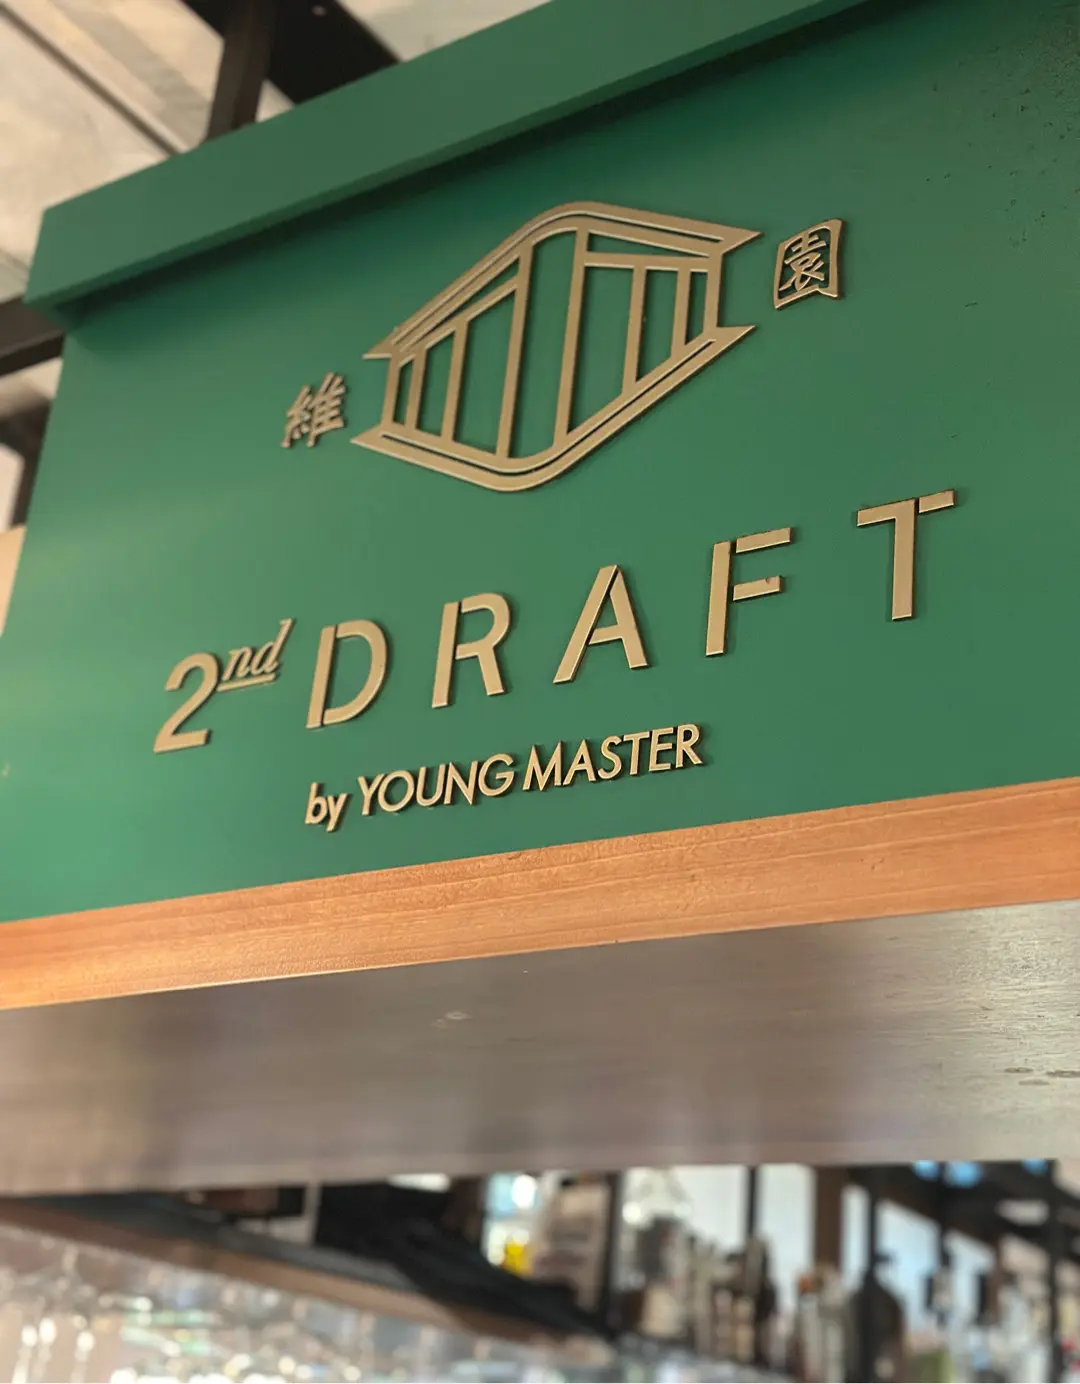 維園
2nd DRAFT
by YOUNG MASTER